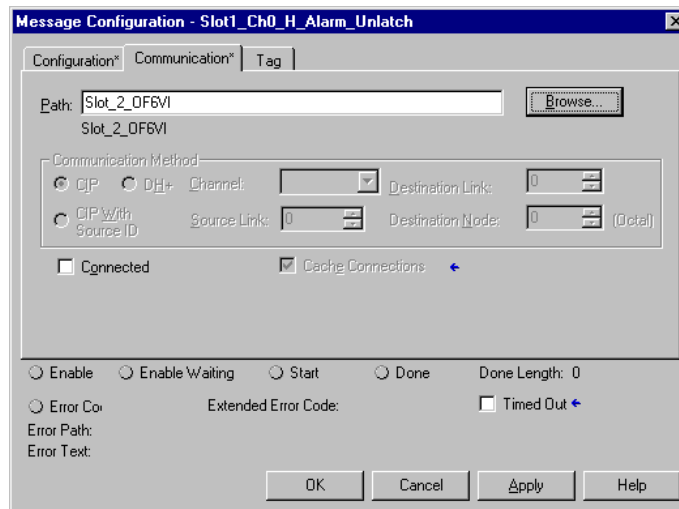 Message Configuration - Slot1_Ch0_H_Alarm_Unlatch
Configuration* Communication* Tag
Path: Slot_2_OF6VI Browse...
Slot_2_OF6VI
Communication Method
CIP DH+ Channel: Destination Link: 0
CIP With Source ID Source Link: 0 Destination Node: 0 (Octal)
Connected Cache Connections
Enable Enable Waiting Start Done Done Length: 0
Error Co Extended Error Code: Timed Out
Error Path:
Error Text:
OK Cancel Apply Help